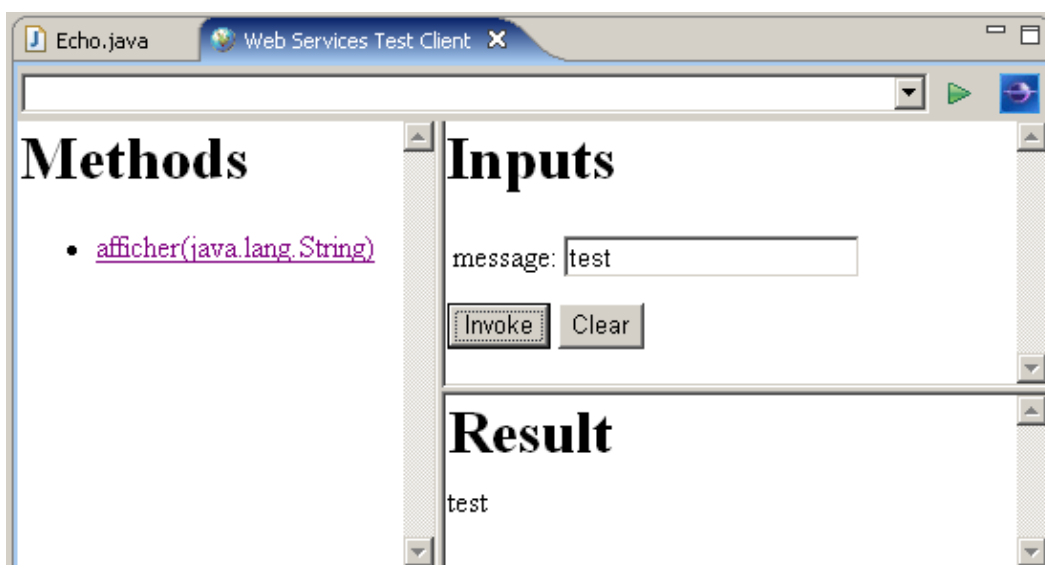 Echo.java
Web Services Test Client
Methods
afficher(java.lang.String)
Inputs
message: test
Invoke Clear
Result
test